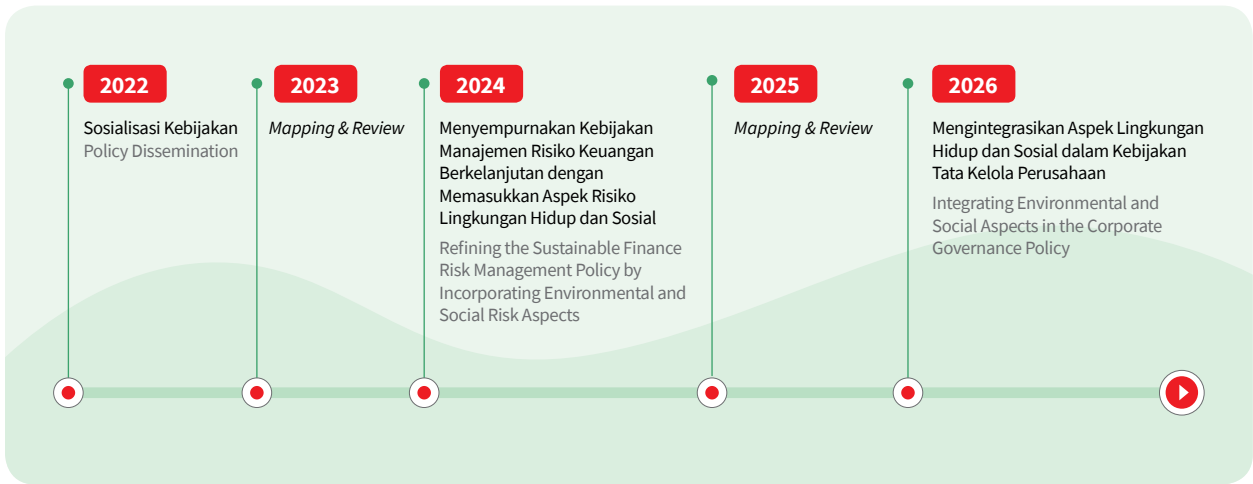 2022
Sosialisasi Kebijakan
Policy Dissemination
2023
Mapping & Review
2024
Menyempurnakan Kebijakan
Manajemen Risiko Keuangan
Berkelanjutan dengan
Memasukkan Aspek Risiko
Lingkungan Hidup dan Sosial
Refining the Sustainable Finance
Risk Management Policy by
Incorporating Environmental and
Social Risk Aspects
2025
Mapping & Review
2026
Mengintegrasikan Aspek Lingkungan
Hidup dan Sosial dalam Kebijakan
Tata Kelola Perusahaan
Integrating Environmental and
Social Aspects in the Corporate
Governance Policy